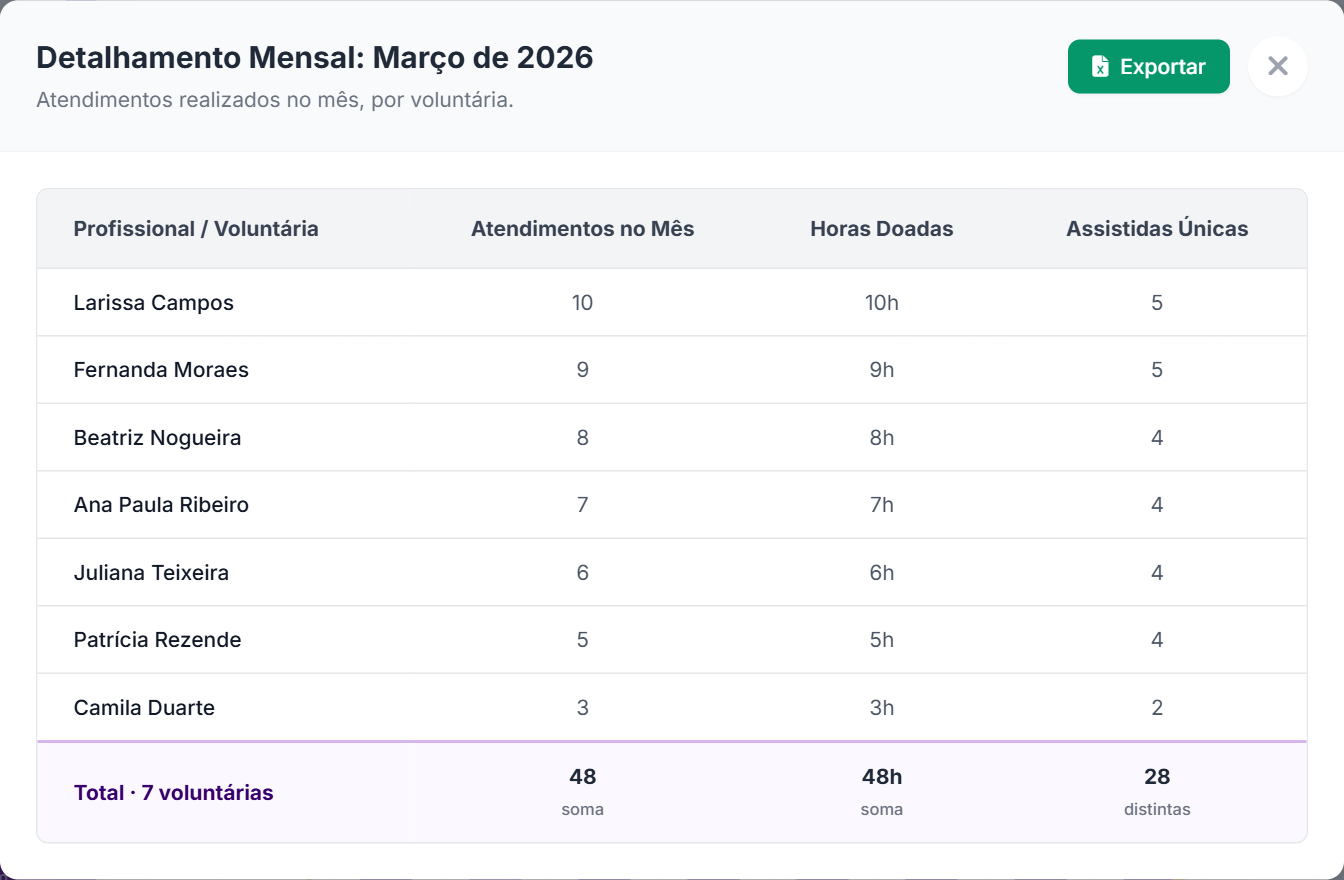 Detalhamento Mensal: Março de 2026
Atendimentos realizados no mês, por voluntária.
Exportar
Profissional / Voluntária Atendimentos no Mês Horas Doadas Assistidas Únicas
Larissa Campos 10 10h 5
Fernanda Moraes 9 9h 5
Beatriz Nogueira 8 8h 4
Ana Paula Ribeiro 7 7h 4
Juliana Teixeira 6 6h 4
Patrícia Rezende 5 5h 4
Camila Duarte 3 3h 2
Total · 7 voluntárias 48 48h 28
soma soma distintas